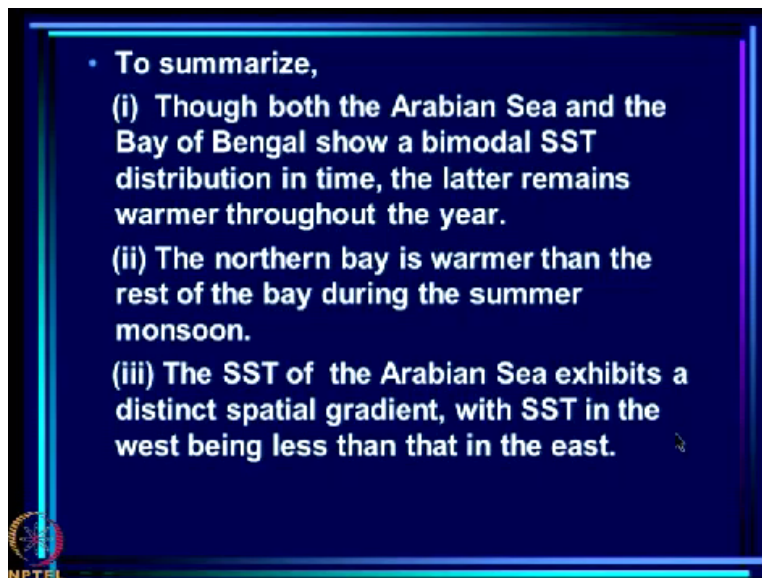 • To summarize,
(i) Though both the Arabian Sea and the
Bay of Bengal show a bimodal SST
distribution in time, the latter remains
warmer throughout the year.
(ii) The northern bay is warmer than the
rest of the bay during the summer
monsoon.
(iii) The SST of the Arabian Sea exhibits a
distinct spatial gradient, with SST in the
west being less than that in the east.
NPTEL